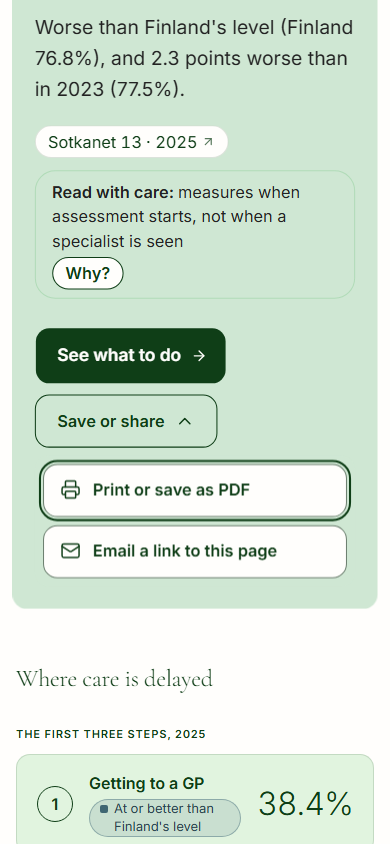 Worse than Finland's level (Finland
76.8%), and 2.3 points worse than
in 2023 (77.5%).
Sotkanet 13 · 2025 ↗
Read with care: measures when
assessment starts, not when a
specialist is seen
Why?
See what to do →
Save or share
Print or save as PDF
Email a link to this page
Where care is delayed
THE FIRST THREE STEPS, 2025
1
Getting to a GP
At or better than
Finland's level
38.4%